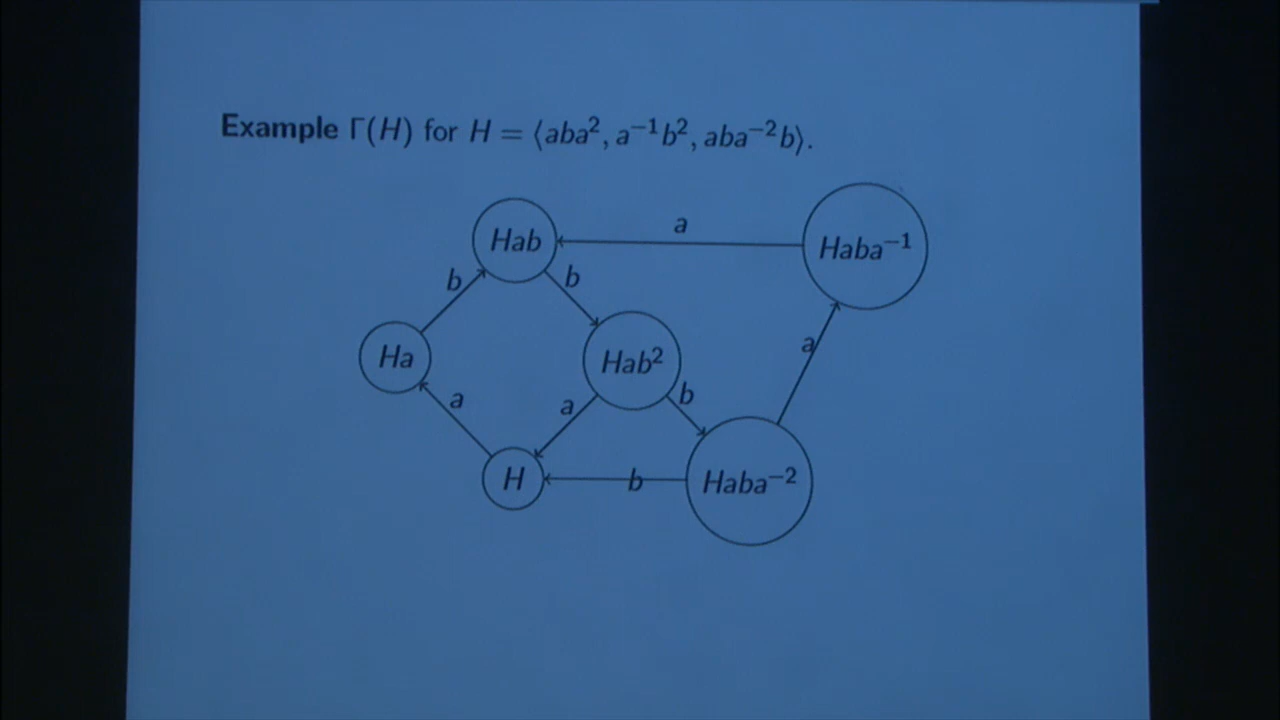 Example Γ(H) for H = ⟨aba², a⁻¹b², aba⁻²b⟩.
a
Hab
Haba⁻¹
b
b
a
Ha
Hab²
b
a
a
H
b
Haba⁻²